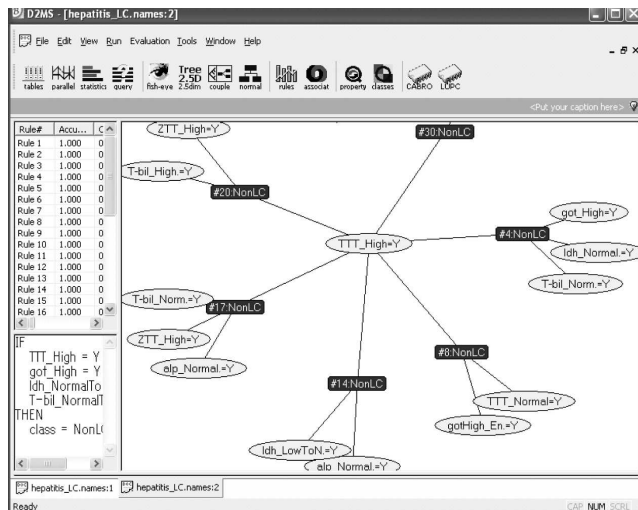 D2MS - [hepatitis_LC.names:2]
File Edit View Run Evaluation Tools Window Help
tables parallel statistics query fish-eye Tree 2.5D 2.5dim couple normal rules associat property classes CABRO LUPC
<Put your caption here>
Rule# Accu... C
Rule 1 1.000 0
Rule 2 1.000 0
Rule 3 1.000 0
Rule 4 1.000 0
Rule 5 1.000 0
Rule 6 1.000 0
Rule 7 1.000 0
Rule 8 1.000 0
Rule 9 1.000 0
Rule 10 1.000 0
Rule 11 1.000 0
Rule 12 1.000 0
Rule 13 1.000 0
Rule 14 1.000 0
Rule 15 1.000 0
Rule 16 1.000 0
IF
TTT_High = Y
got_High = Y
ldh_NormalTo
T-bil_NormalT
THEN
class = NonL
ZTT_High=Y
#30:NonLC
T-bil_High.=Y
#20:NonLC
got_High=Y
#4:NonLC
TTT_High=Y
ldh_Normal.=Y
T-bil_Norm.=Y
T-bil_Norm.=Y
#17:NonLC
ZTT_High=Y
#8:NonLC
alp_Normal.=Y
#14:NonLC
TTT_Normal=Y
gotHigh_En.=Y
ldh_LowToN.=Y
alp_Normal.=Y
hepatitis_LC.names:1 hepatitis_LC.names:2
Ready CAP NUM SCRL